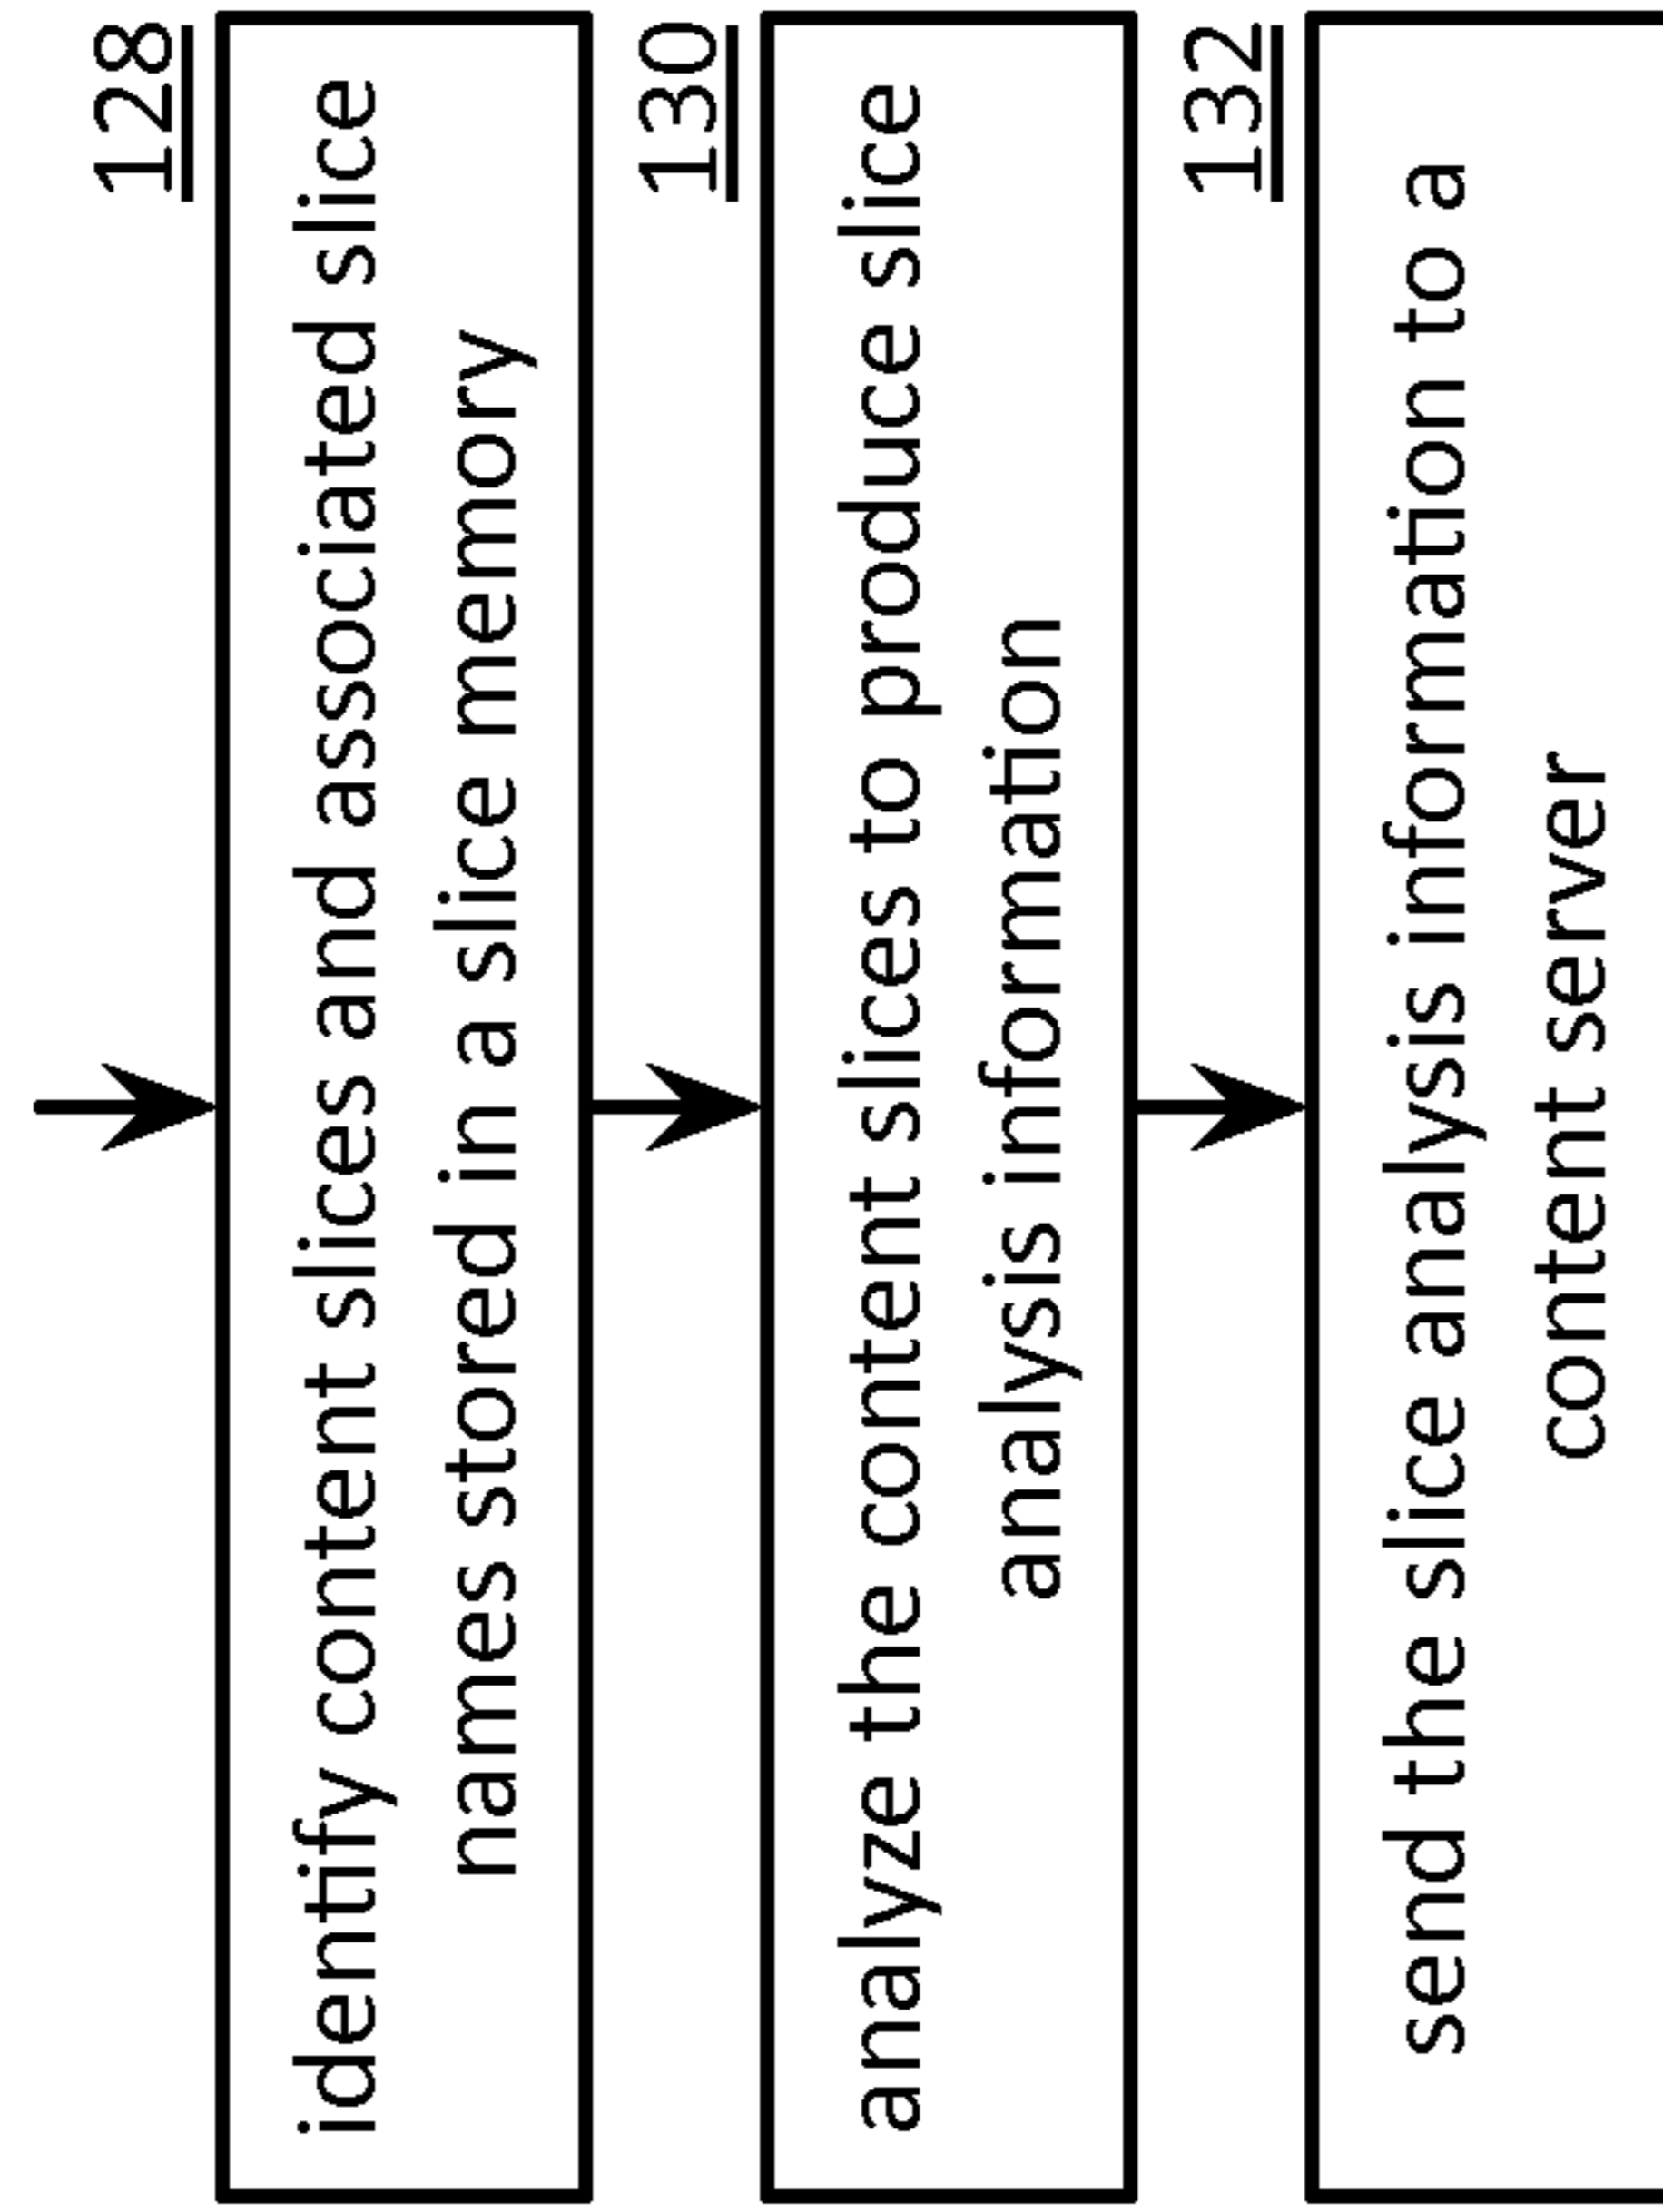 128
identify content slices and associated slice
names stored in a slice memory
130
analyze the content slices to produce slice
analysis information
132
send the slice analysis information to a
content server